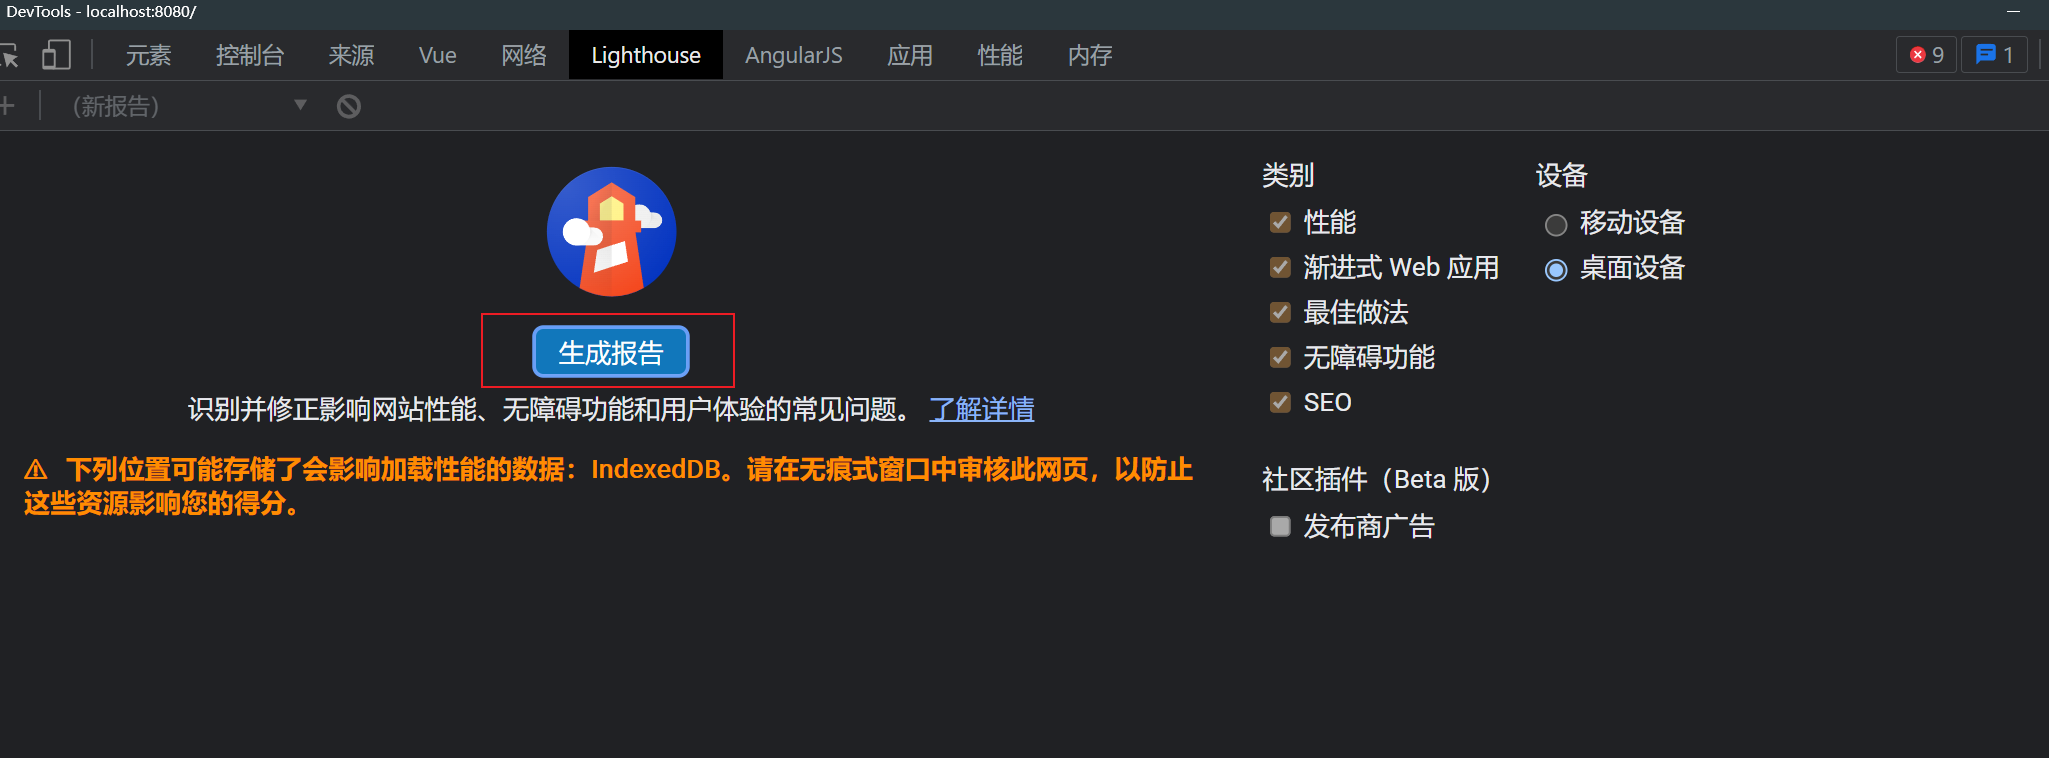 DevTools - localhost:8080/
元素 控制台 来源 Vue 网络 Lighthouse AngularJS 应用 性能 内存 9 1
(新报告)
类别 设备
性能 移动设备
渐进式 Web 应用 桌面设备
最佳做法
生成报告
无障碍功能
识别并修正影响网站性能、无障碍功能和用户体验的常见问题。 了解详情
SEO
下列位置可能存储了会影响加载性能的数据：IndexedDB。请在无痕式窗口中审核此网页，以防止
这些资源影响您的得分。
社区插件（Beta 版）
发布商广告